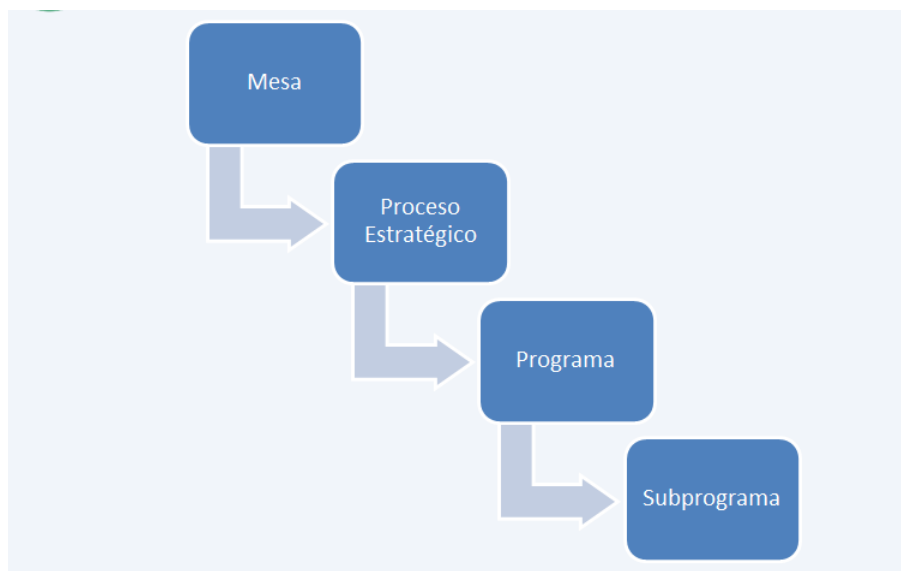 Mesa
Proceso
Estratégico
Programa
Subprograma